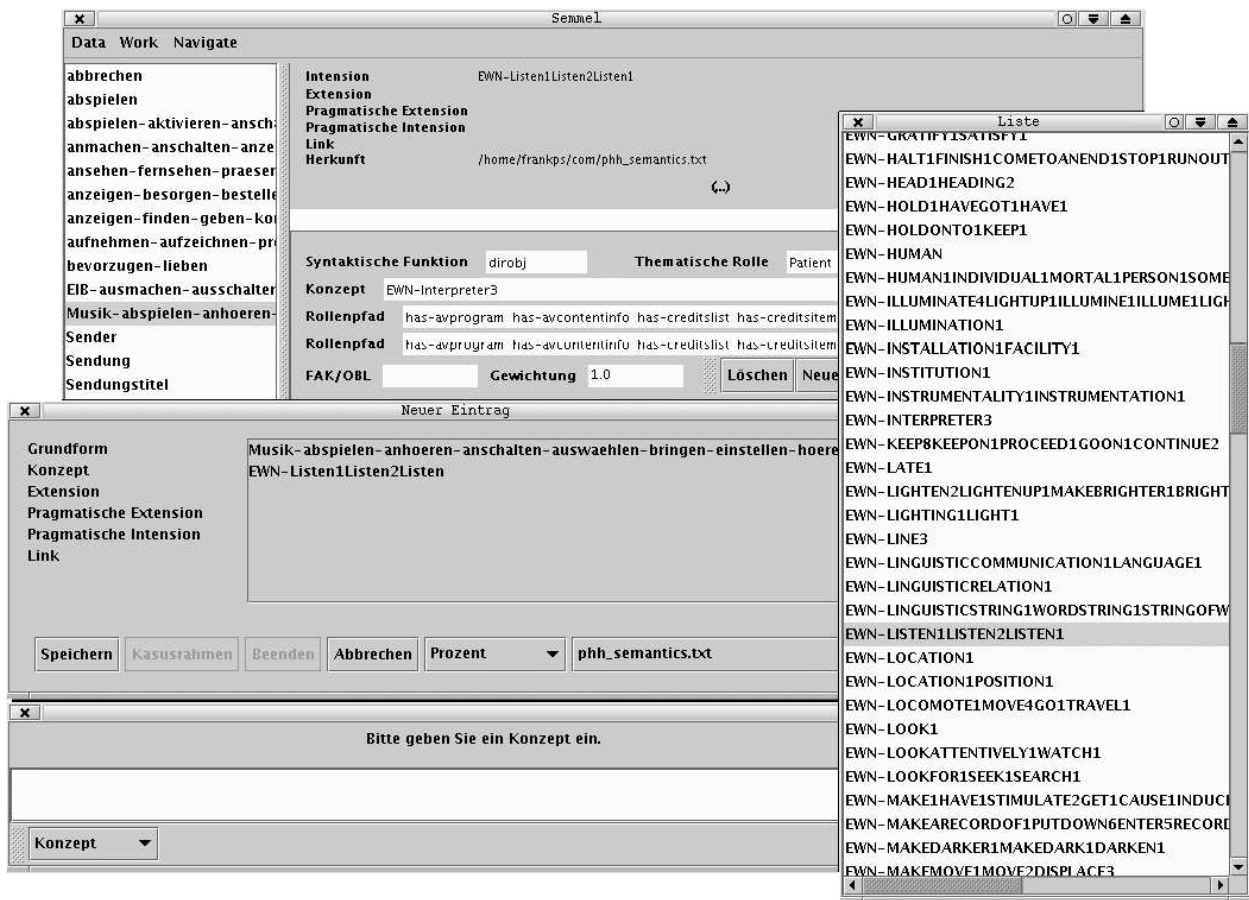 Semmel
Data Work Navigate
abbrechen
abspielen
abspielen-aktivieren-ansch
anmachen-anschalten-anze
ansehen-fernsehen-praeser
anzeigen-besorgen-bestelle
anzeigen-finden-geben-ko
aufnehmen-aufzeichnen-pr
bevorzugen-lieben
EIB-ausmachen-ausschalter
Musik-abspielen-anhoeren-
Sender
Sendung
Sendungstitel
Intension EWN-Listen1Listen2Listen1
Extension
Pragmatische Extension
Pragmatische Intension
Link
Herkunft /home/frankps/com/phh_semantics.txt
(...)
Syntaktische Funktion dirobj Thematische Rolle Patient
Konzept EWN-Interpreter3
Rollenpfad has-avprogram has-avcontentinfo has-creditslist has-creditsitem
Rollenpfad has-avprogram has-avcontentinfo has-creditslist has-creditsitem
FAK/OBL Gewichtung 1.0 Löschen Neue
Neuer Eintrag
Grundform Musik-abspielen-anhoeren-anschalten-auswaehlen-bringen-einstellen-hoere
Konzept EWN-Listen1Listen2Listen
Extension
Pragmatische Extension
Pragmatische Intension
Link
Speichern Kasusrahmen Beenden Abbrechen Prozent phh_semantics.txt
Bitte geben Sie ein Konzept ein.
Konzept
Liste
EWN-GRATIFY1SATISFY1
EWN-HALT1FINISH1COMETOANEND1STOP1RUNOUT
EWN-HEAD1HEADING2
EWN-HOLD1HAVEGOT1HAVE1
EWN-HOLDONTO1KEEP1
EWN-HUMAN
EWN-HUMAN1INDIVIDUAL1MORTAL1PERSON1SOME
EWN-ILLUMINATE4LIGHTUP1ILLUMINE1ILLUME1LIGH
EWN-ILLUMINATION1
EWN-INSTALLATION1FACILITY1
EWN-INSTITUTION1
EWN-INSTRUMENTALITY1INSTRUMENTATION1
EWN-INTERPRETER3
EWN-KEEP8KEEPON1PROCEED1GOON1CONTINUE2
EWN-LATE1
EWN-LIGHTEN2LIGHTENUP1MAKEBRIGHTER1BRIGHT
EWN-LIGHTING1LIGHT1
EWN-LINE3
EWN-LINGUISTICCOMMUNICATION1LANGUAGE1
EWN-LINGUISTICRELATION1
EWN-LINGUISTICSTRING1WORDSTRING1STRINGOFW
EWN-LISTEN1LISTEN2LISTEN1
EWN-LOCATION1
EWN-LOCATION1POSITION1
EWN-LOCOMOTE1MOVE4GO1TRAVEL1
EWN-LOOK1
EWN-LOOKATTENTIVELY1WATCH1
EWN-LOOKFOR1SEEK1SEARCH1
EWN-MAKE1HAVE1STIMULATE2GET1CAUSE1INDUCI
EWN-MAKEARECORDOF1PUTDOWN6ENTER5RECORD
EWN-MAKEDARKER1MAKEDARK1DARKEN1
EWN-MAKEMOVE1MOVE2DISPLACE3